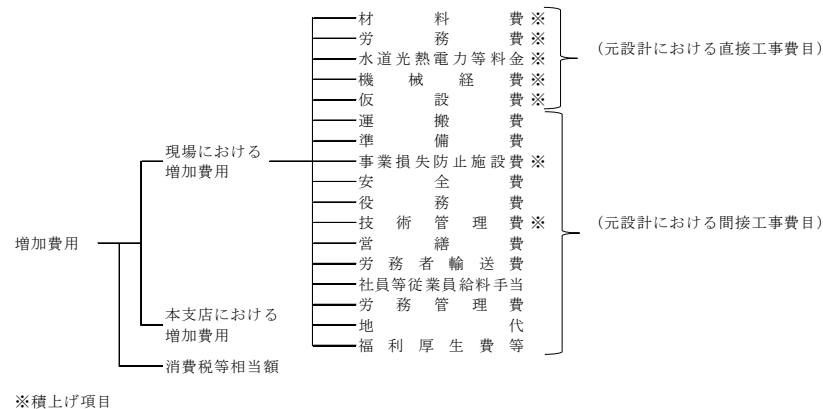 材料費※
労務費※
水道光熱電力等料金※
機械経費※
仮設費※
(元設計における直接工事費目)
運搬費
準備費
事業損失防止施設費※
安全費
役務費
技術管理費※
営繕費
労務者輸送費
社員等従業員給料手当
労務管理費
地代
福利厚生費等
(元設計における間接工事費目)
現場における
増加費用
増加費用
本支店における
増加費用
消費税等相当額
※積上げ項目